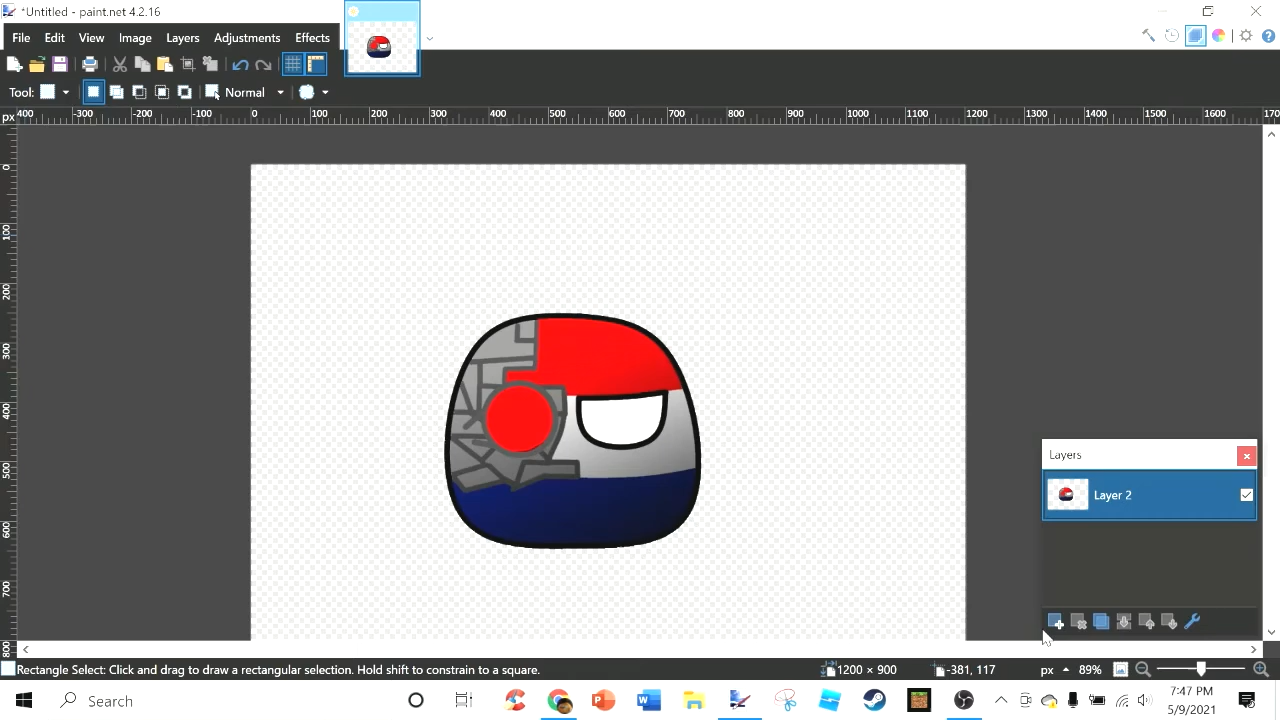 *Untitled - paint.net 4.2.16
File Edit View Image Layers Adjustments Effects
Tool: Normal
px 400 -300 -200 -100 0 100 200 300 400 500 600 700 800 900 1000 1100 1200 1300 1400 1500 1600 170
0
100
200
300
400
500
600
700
800
Layers
Layer 2
Rectangle Select: Click and drag to draw a rectangular selection. Hold shift to constrain to a square.
1200 × 900 -381, 117 px 89%
Search
7:47 PM
5/9/2021